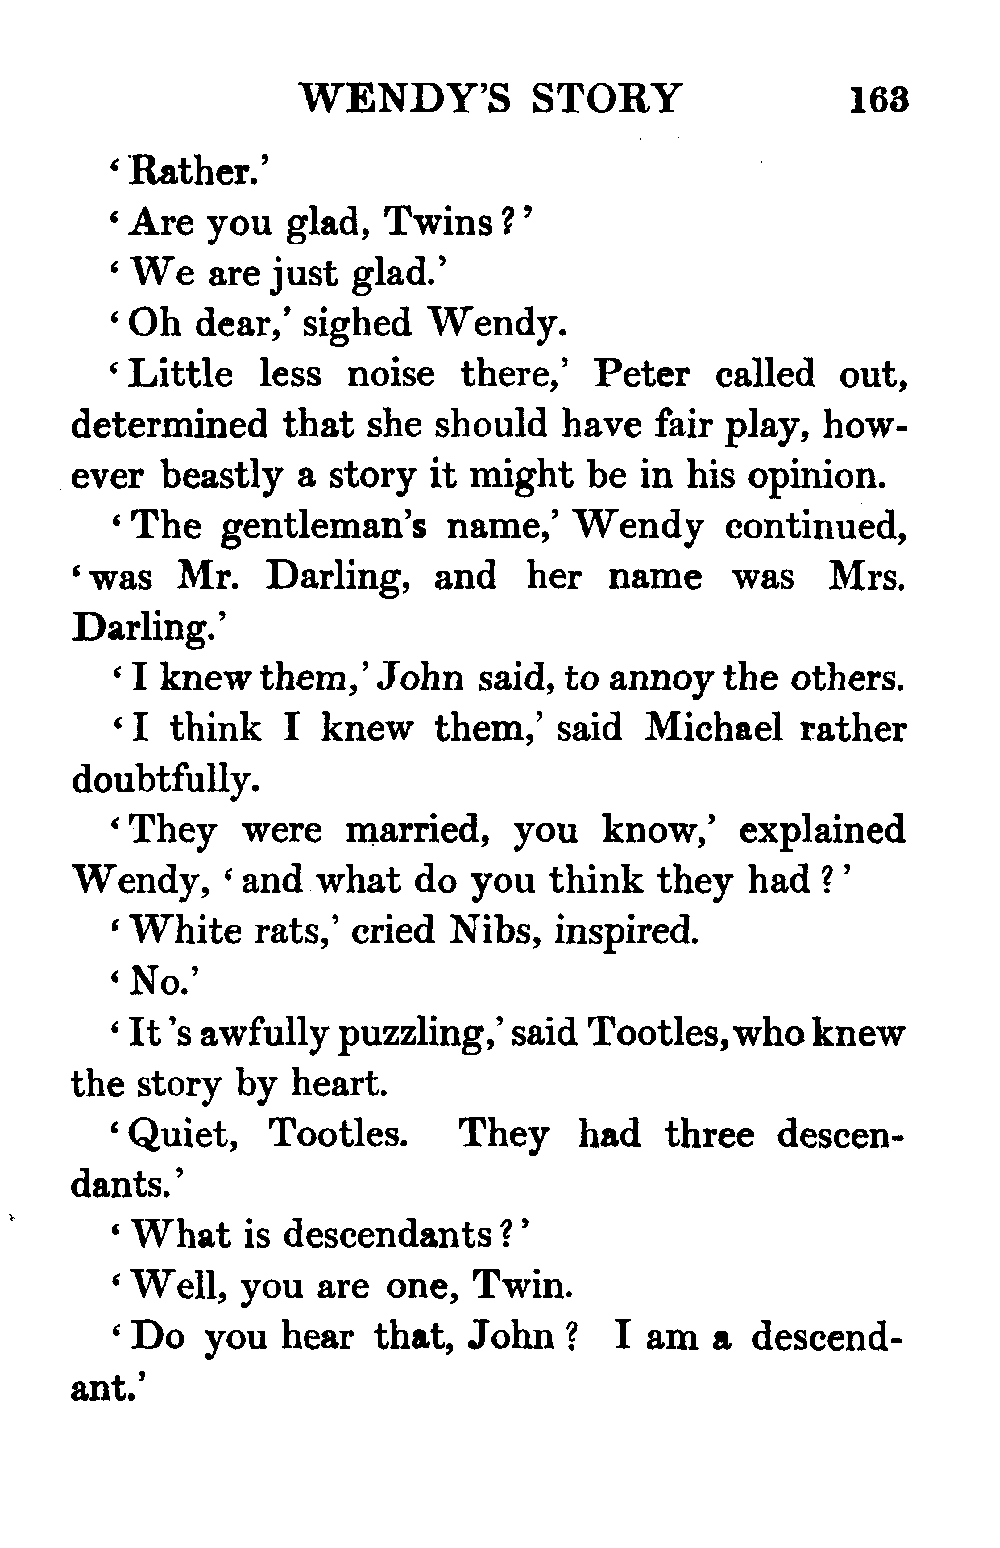 WENDY'S STORY 163
‘Rather.’
‘Are you glad, Twins?’
‘We are just glad.’
‘Oh dear,’ sighed Wendy.
‘Little less noise there,’ Peter called out,
determined that she should have fair play, how-
ever beastly a story it might be in his opinion.
‘The gentleman's name,’ Wendy continued,
‘was Mr. Darling, and her name was Mrs.
Darling.’
‘I knew them,’ John said, to annoy the others.
‘I think I knew them,’ said Michael rather
doubtfully.
‘They were married, you know,’ explained
Wendy, ‘and what do you think they had?’
‘White rats,’ cried Nibs, inspired.
‘No.’
‘It's awfully puzzling,’ said Tootles, who knew
the story by heart.
‘Quiet, Tootles. They had three descen-
dants.’
‘What is descendants?’
‘Well, you are one, Twin.
‘Do you hear that, John? I am a descend-
ant.’